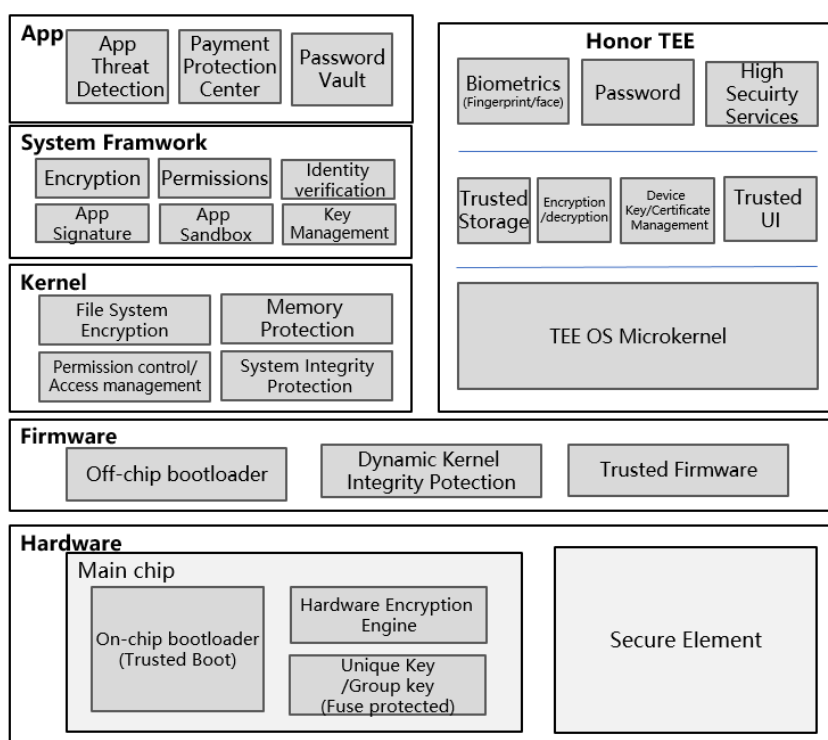 App
App
Threat
Detection
Payment
Protection
Center
Password
Vault
System Framwork
Encryption
Permissions
Identity
verification
App
Signature
App
Sandbox
Key
Management
Kernel
File System
Encryption
Memory
Protection
Permission control/
Access management
System Integrity
Protection
Honor TEE
Biometrics
(Fingerprint/face)
Password
High
Secuirty
Services
Trusted
Storage
Encryption
/decryption
Device
Key/Certificate
Management
Trusted
UI
TEE OS Microkernel
Firmware
Off-chip bootloader
Dynamic Kernel
Integrity Potection
Trusted Firmware
Hardware
Main chip
On-chip bootloader
(Trusted Boot)
Hardware Encryption
Engine
Unique Key
/Group key
(Fuse protected)
Secure Element